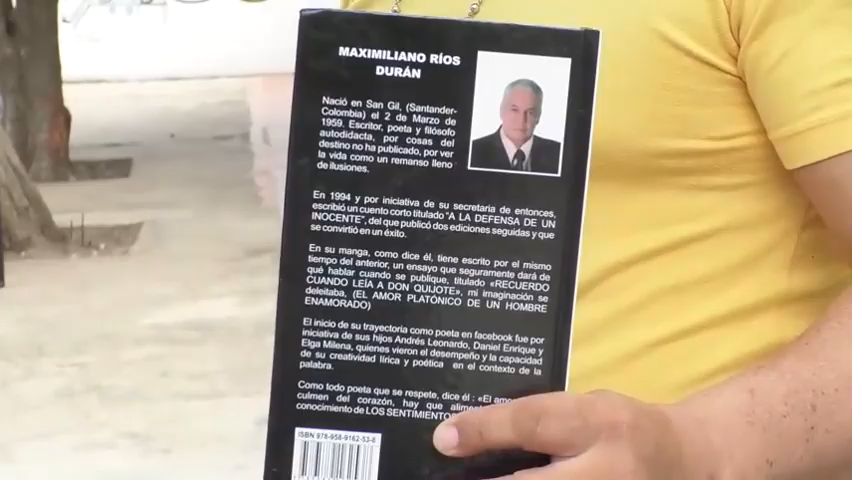 MAXIMILIANO RÍOS
DURÁN
Nació en San Gil, (Santander-
Colombia) el 2 de Marzo de
1959. Escritor, poeta y filósofo
autodidacta, por cosas del
destino no ha publicado, por ver
la vida como un remanso lleno
de ilusiones.
En 1994 y por iniciativa de su secretaria de entonces,
escribió un cuento corto titulado "A LA DEFENSA DE UN
INOCENTE", del que publicó dos ediciones seguidas y que
se convirtió en un éxito.
En su manga, como dice él, tiene escrito por el mismo
tiempo del anterior, un ensayo que seguramente dará de
qué hablar cuando se publique, titulado «RECUERDO
CUANDO LEÍA A DON QUIJOTE», mi imaginación se
deleitaba, (EL AMOR PLATÓNICO DE UN HOMBRE
ENAMORADO)
El inicio de su trayectoria como poeta en facebook fue por
iniciativa de sus hijos Andrés Leonardo, Daniel Enrique y
Elga Milena, quienes vieron el desempeño y la capacidad
de su creatividad lírica y poética en el contexto de la
palabra.
Como todo poeta que se respete, dice él : «El
culmen del corazón, hay que
conocimiento de LOS SENTIMIENTOS
ISBN 978-958-9162-53-8